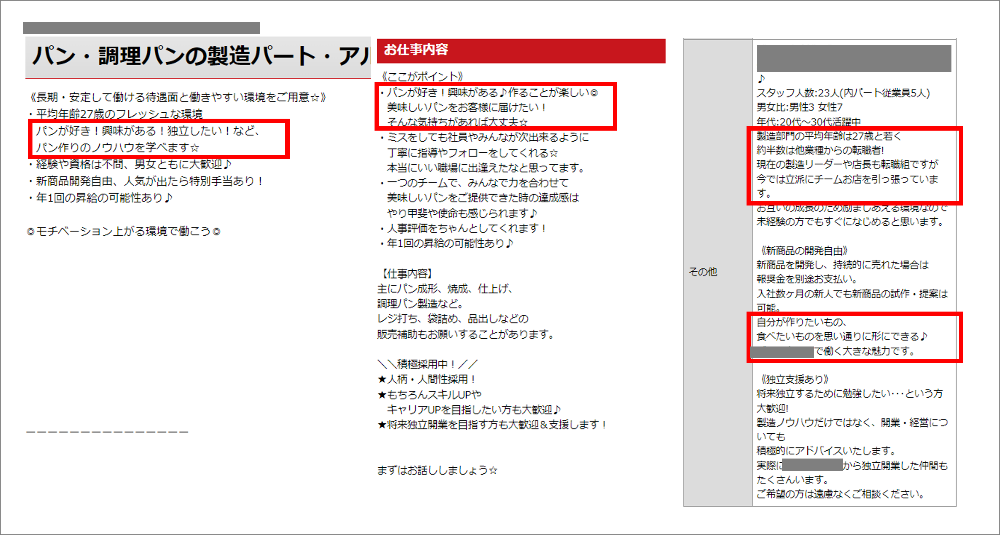 パン・調理パンの製造パート・アル
《長期・安定して働ける待遇面と働きやすい環境をご用意☆》
・平均年齢27歳のフレッシュな環境
パンが好き！興味がある！独立したい！など、
パン作りのノウハウを学べます☆
・経験や資格は不問、男女ともに大歓迎♪
・新商品開発自由、人気が出たら特別手当あり！
・年1回の昇給の可能性あり♪
◎モチベーション上がる環境で働こう◎
ーーーーーーーーーーーーーーー
お仕事内容
《ここがポイント》
・パンが好き！興味がある♪作ることが楽しい◎
美味しいパンをお客様に届けたい！
そんな気持ちがあれば大丈夫☆
・ミスをしても社員やみんなが次出来るように
丁寧に指導やフォローをしてくれる☆
本当にいい職場に出逢えたなと思ってます。
・一つのチームで、みんなで力を合わせて
美味しいパンをご提供できた時の達成感は
やり甲斐や使命も感じられます♪
・人事評価をちゃんとしてくれます！
・年1回の昇給の可能性あり♪
【仕事内容】
主にパン成形、焼成、仕上げ、
調理パン製造など。
レジ打ち、袋詰め、品出しなどの
販売補助もお願いすることがあります。
＼＼積極採用中！／／
★人柄・人間性採用！
★もちろんスキルUPや
キャリアUPを目指したい方も大歓迎♪
★将来独立開業を目指す方も大歓迎＆支援します！
まずはお話ししましょう☆
その他
♪
スタッフ人数:23人(内パート従業員5人)
男女比:男性3 女性7
年代:20代～30代活躍中
製造部門の平均年齢は27歳と若く
約半数は他業種からの転職者!
現在の製造リーダーや店長も転職組ですが
今では立派にチームお店を引っ張っていま
す。
お互いの成長のため励ましあえる環境なので
未経験の方でもすぐになじめると思います。
《新商品の開発自由》
新商品を開発し、持続的に売れた場合は
報奨金を別途お支払い。
入社数ヶ月の新人でも新商品の試作・提案は
可能。
自分が作りたいもの、
食べたいものを思い通りに形にできる♪
で働く大きな魅力です。
《独立支援あり》
将来独立するために勉強したい･･･という方
大歓迎!
製造ノウハウだけではなく、開業・経営につ
いても
積極的にアドバイスいたします。
実際に
から独立開業した仲間も
たくさんいます。
ご希望の方は遠慮なくご相談ください。